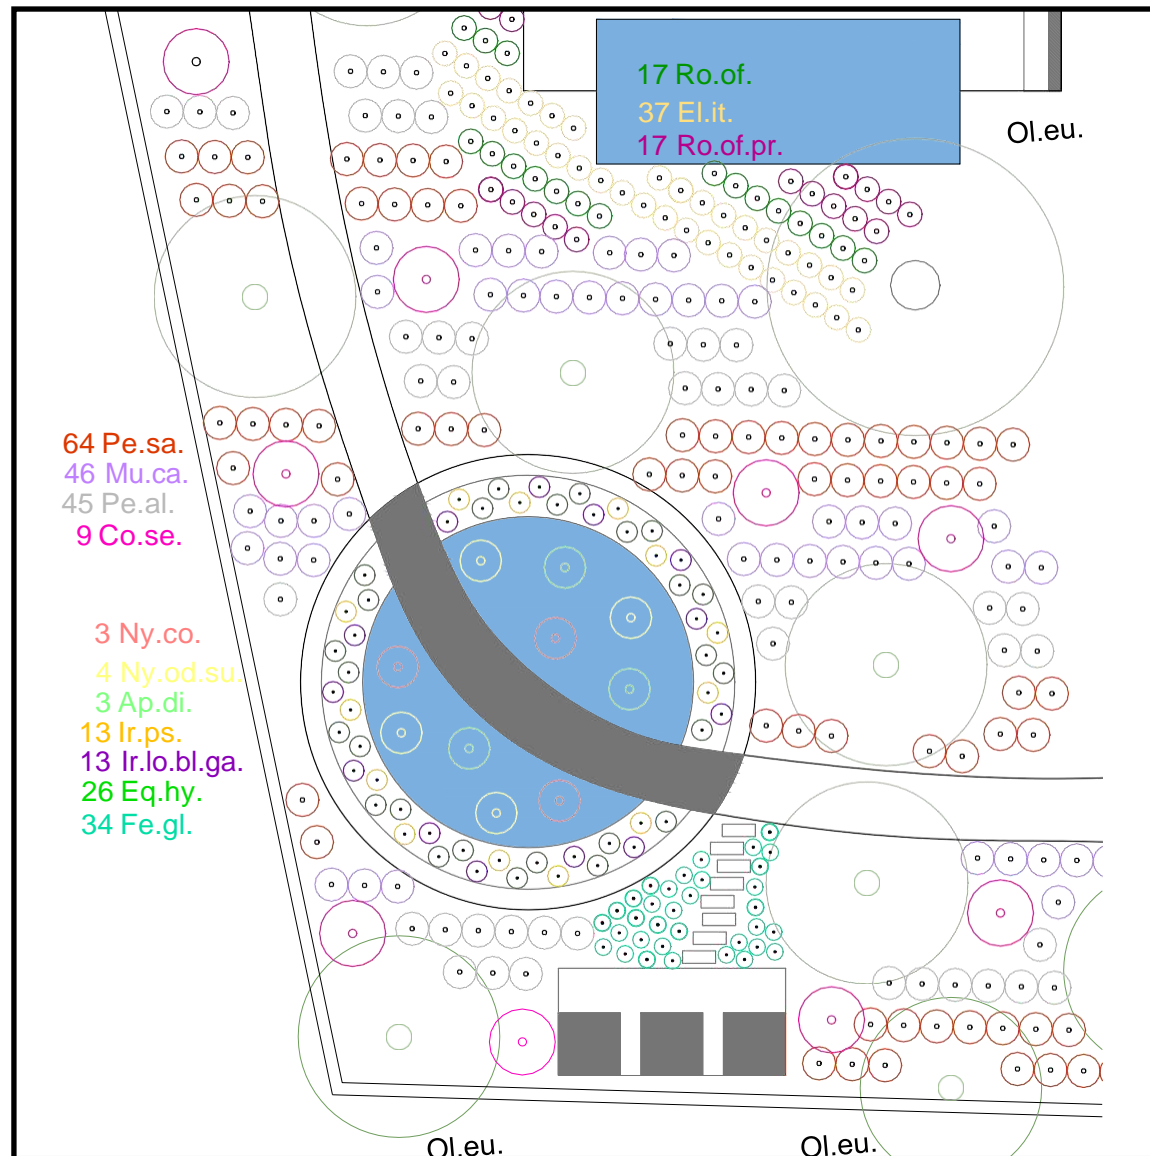 17 Ro.of.
37 El.it.
17 Ro.of.pr.
Ol.eu.
64 Pe.sa.
46 Mu.ca.
45 Pe.al.
9 Co.se.
3 Ny.co.
4 Ny.od.su.
3 Ap.di.
13 Ir.ps.
13 Ir.lo.bl.ga.
26 Eq.hy.
34 Fe.gl.
Ol.eu.
Ol.eu.